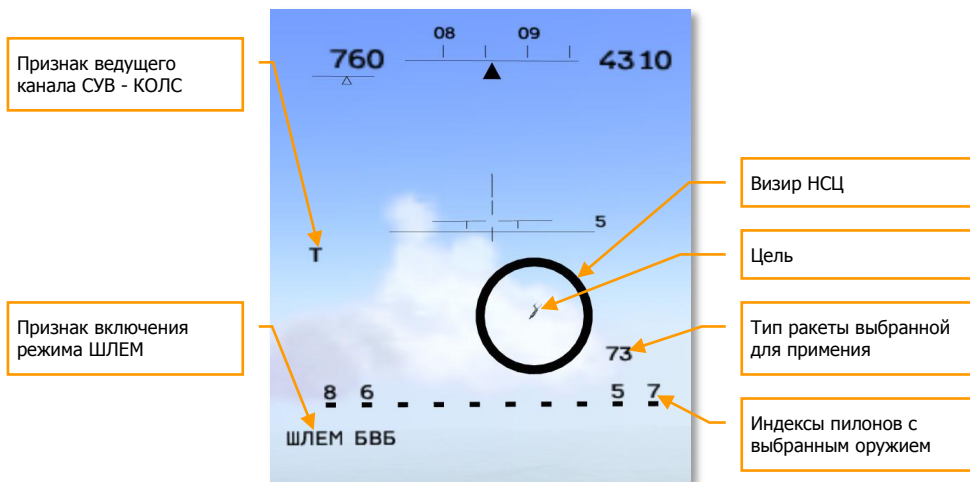 Признак ведущего
канала СУВ - КОЛС
Признак включения
режима ШЛЕМ
08 09
760
4310
5
Т
73
8 6 5 7
ШЛЕМ БВБ
Визир НСЦ
Цель
Тип ракеты выбранной
для примения
Индексы пилонов с
выбранным оружием